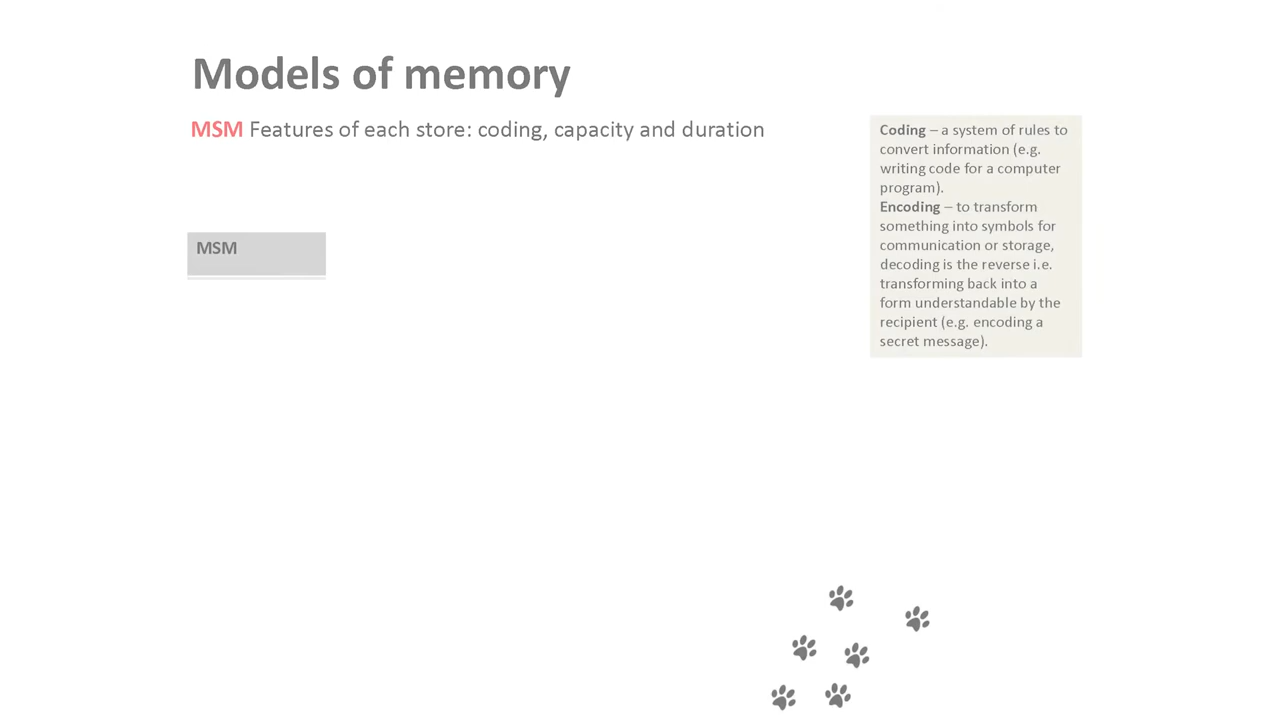 Models of memory
MSM Features of each store: coding, capacity and duration
MSM
Coding – a system of rules to
convert information (e.g.
writing code for a computer
program).
Encoding – to transform
something into symbols for
communication or storage,
decoding is the reverse i.e.
transforming back into a
form understandable by the
recipient (e.g. encoding a
secret message).